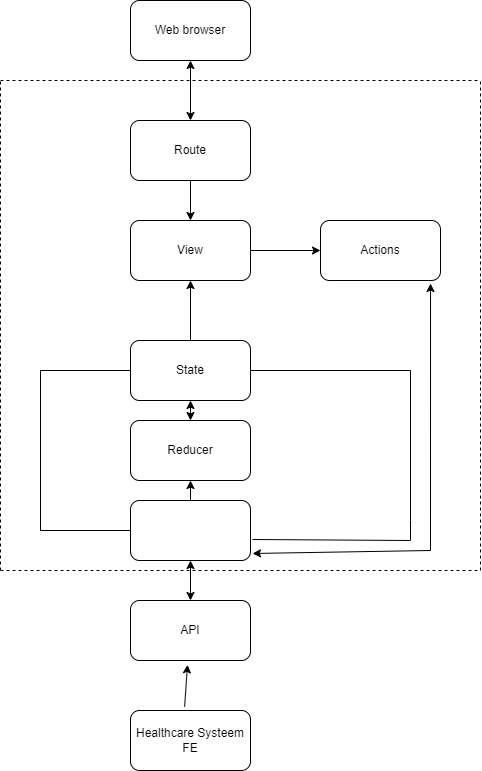 Web browser
Route
View
Actions
State
Reducer
API
Healthcare Systeem
FE